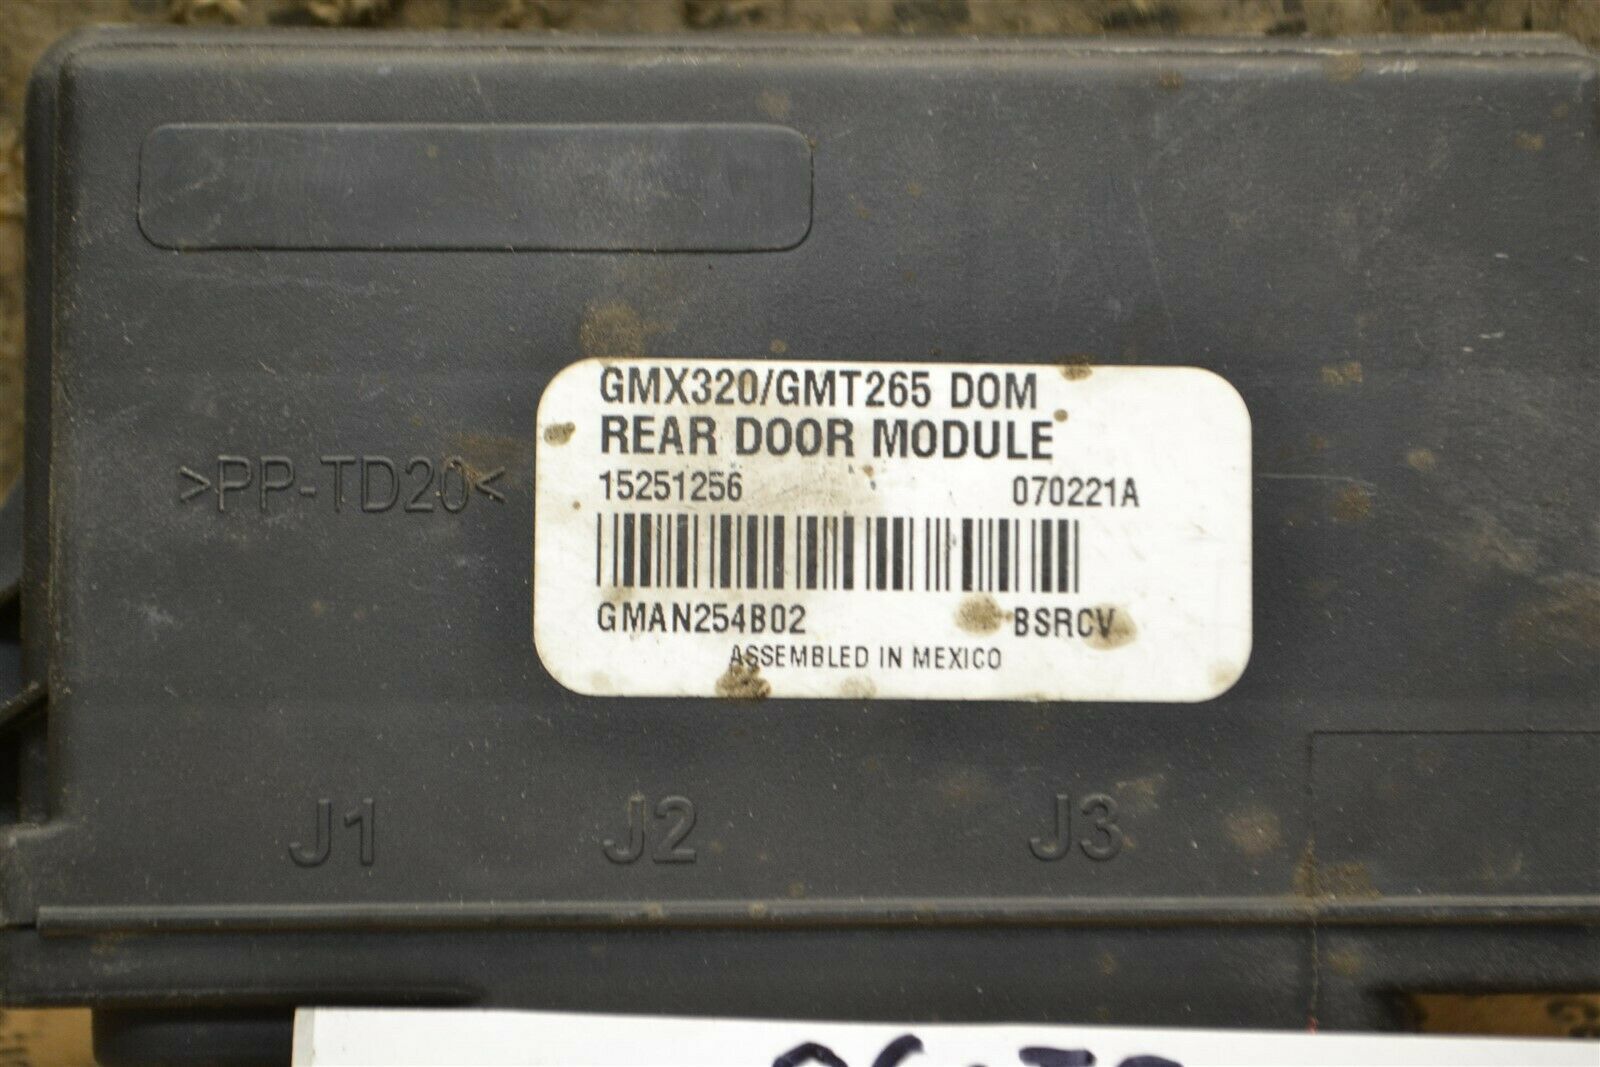 GMX320/GMT265 DOM
REAR DOOR MODULE
>PP-TD20<
15251256 070221A
GMAN254B02 BSRCV
ASSEMBLED IN MEXICO
J1 J2 J3